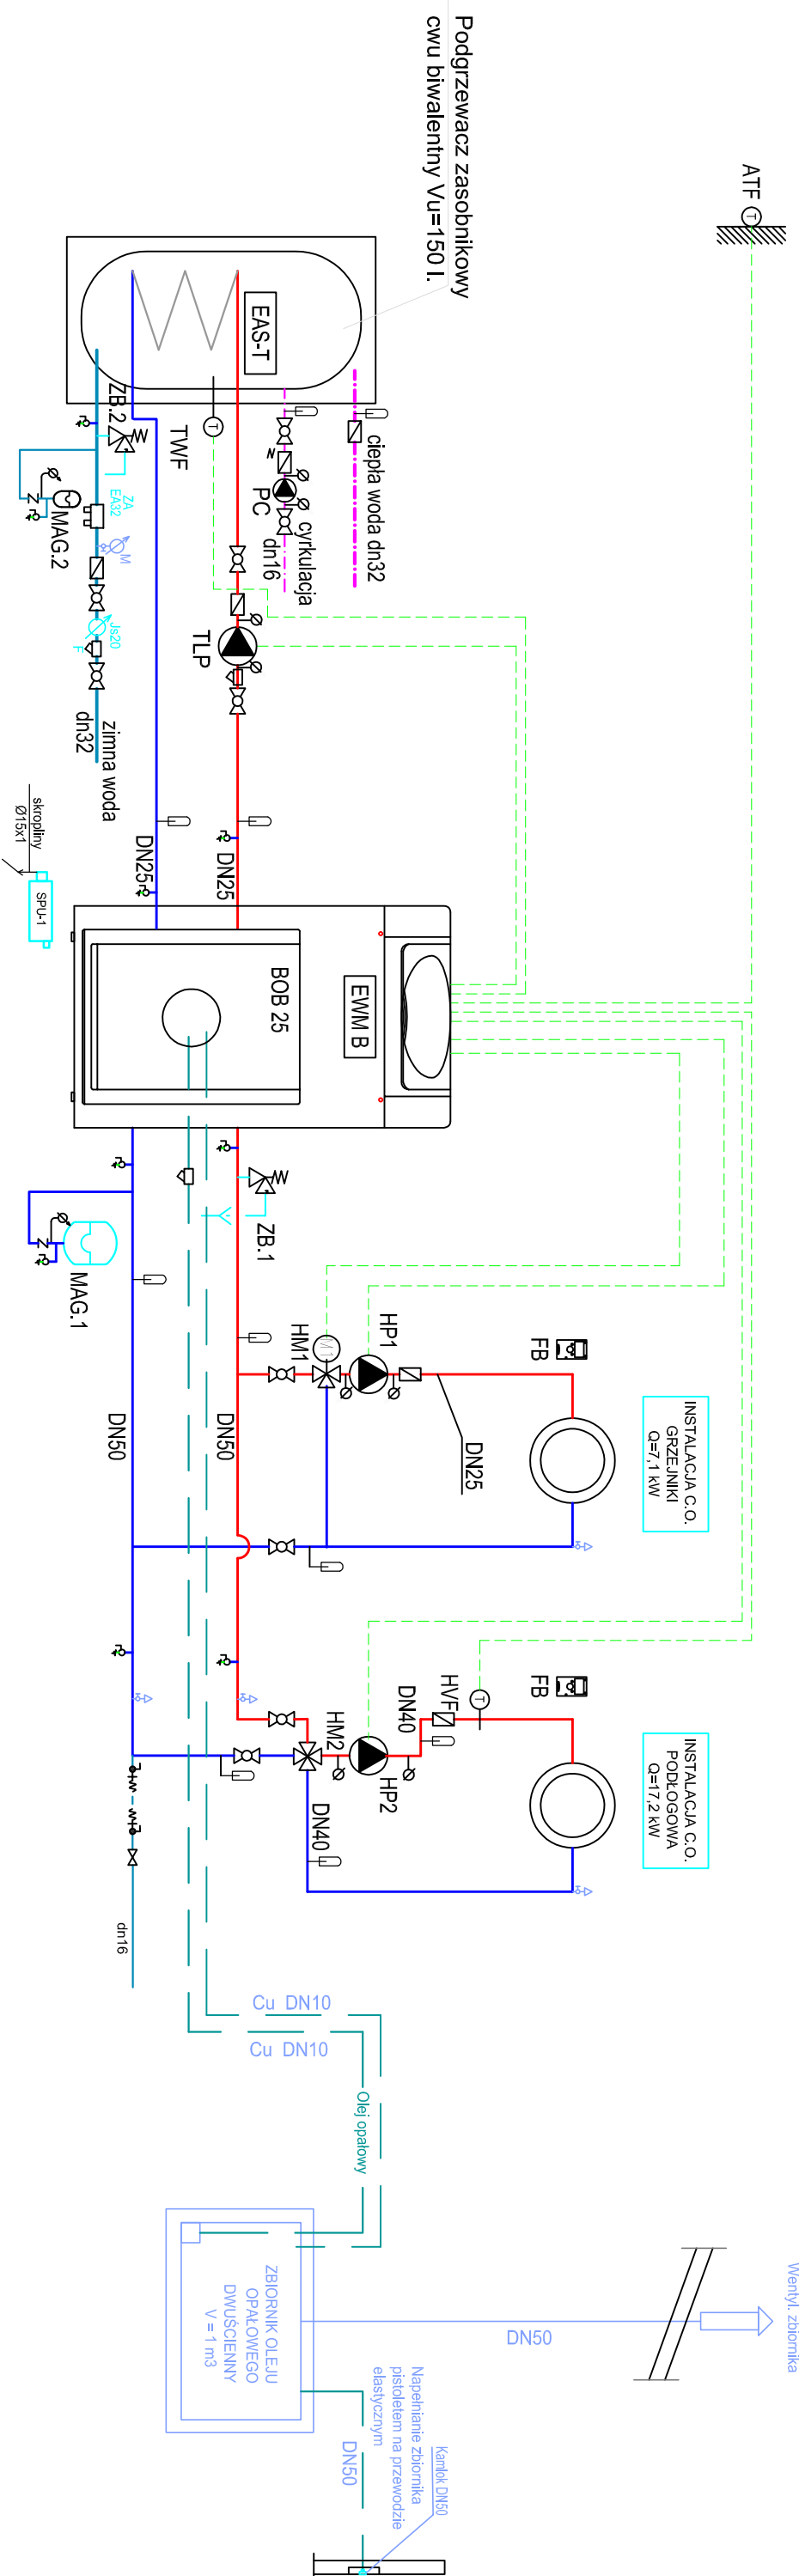 Podgrzewacz zasobnikowy
cwu biwalentny Vu=150 l.
ATF
T
EAS-T
ZB.2
TWF
T
ZA
EA32
MAG.2
M
Js20
F
zimna woda
dn32
PC
cyrkulacja
dn16
ciepła woda dn32
TLP
DN25
DN25
skropliny
Ø15x1
SPU-1
BOB 25
EWM B
ZB.1
MAG.1
HM1
M1
HP1
DN25
FB
INSTALACJA C.O.
GRZEJNIKI
Q=7,1 kW
DN50
DN50
HM2
HP2
DN40
DN40
HVF
T
FB
INSTALACJA C.O.
PODŁOGOWA
Q=17,2 kW
dn16
Cu DN10
Cu DN10
Olej opałowy
ZBIORNIK OLEJU
OPAŁOWEGO
DWUŚCIENNY
V = 1 m3
DN50
Wentyl. zbiornika
Napełnianie zbiornika
pistoletem na przewodzie
elastycznym
Kamlok DN50
DN50